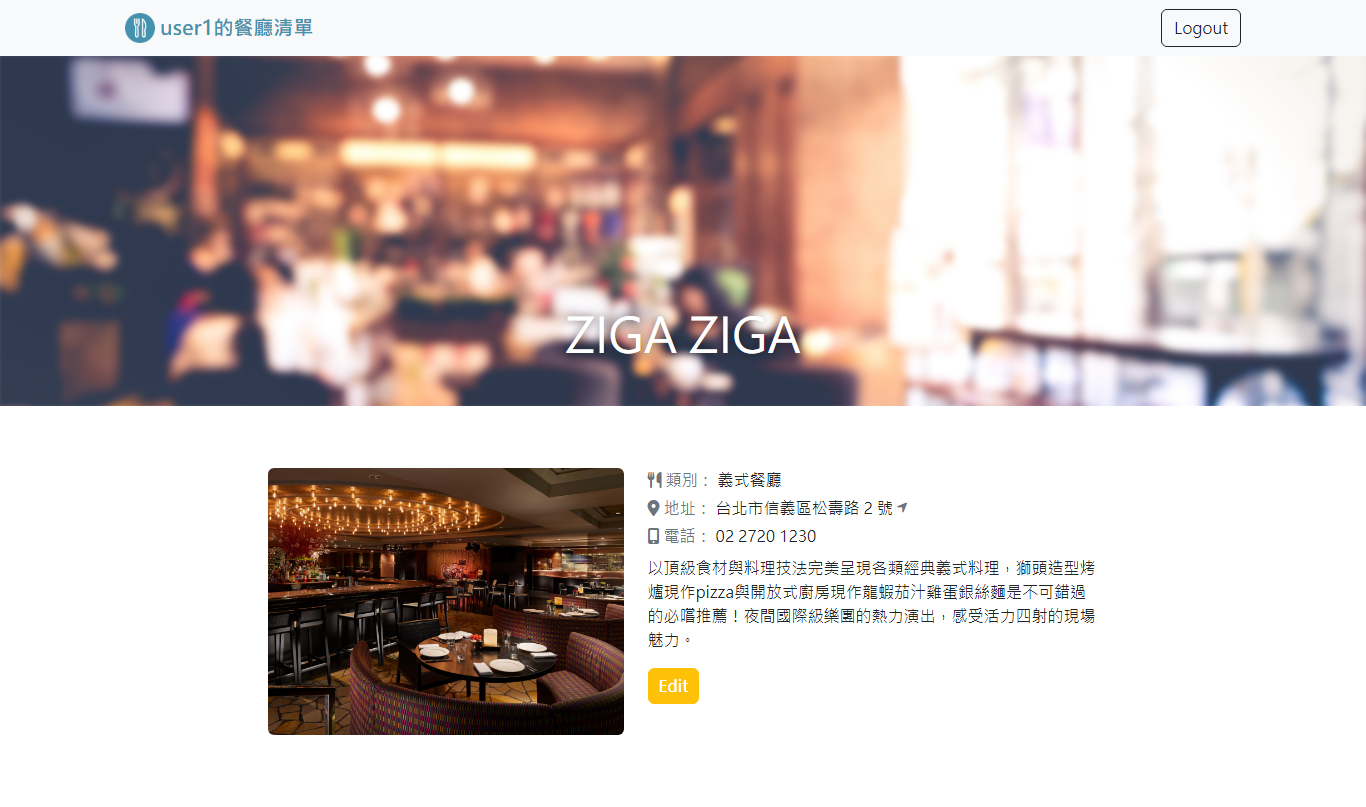 user1的餐廳清單
Logout
ZIGA ZIGA
類別： 義式餐廳
地址： 台北市信義區松壽路 2 號
電話： 02 2720 1230
以頂級食材與料理技法完美呈現各類經典義式料理，獅頭造型烤
爐現作pizza與開放式廚房現作龍蝦茄汁雞蛋銀絲麵是不可錯過
的必嚐推薦！夜間國際級樂團的熱力演出，感受活力四射的現場
魅力。
Edit